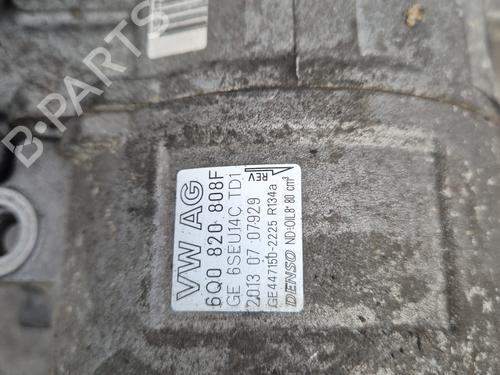 VW AG
6Q0 820 808F
GE 6SEU14C TD1
2013 07 07929
GE447150-2225 R134a
DENSO ND-OIL8 80 cm³
REV
B-PARTS